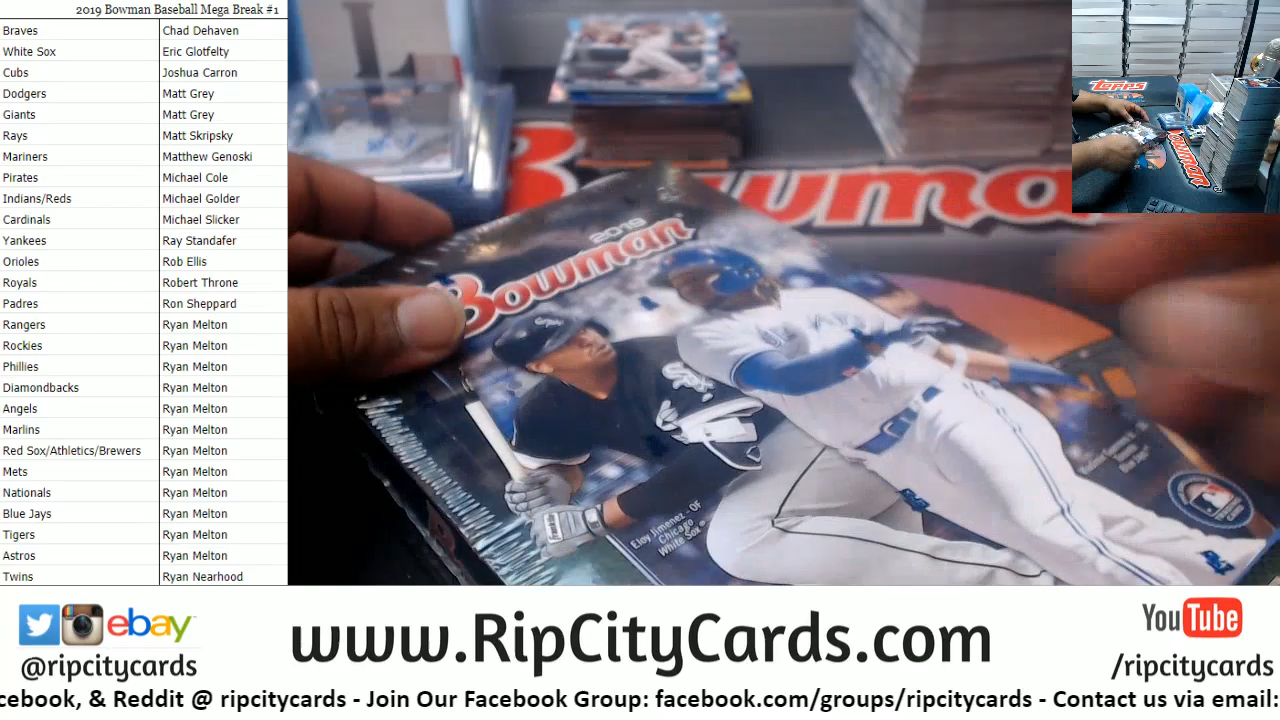 2019 Bowman Baseball Mega Break #1
Braves Chad Dehaven
White Sox Eric Glotfelty
Cubs Joshua Carron
Dodgers Matt Grey
Giants Matt Grey
Rays Matt Skripsky
Mariners Matthew Genoski
Pirates Michael Cole
Indians/Reds Michael Golder
Cardinals Michael Slicker
Yankees Ray Standafer
Orioles Rob Ellis
Royals Robert Throne
Padres Ron Sheppard
Rangers Ryan Melton
Rockies Ryan Melton
Phillies Ryan Melton
Diamondbacks Ryan Melton
Angels Ryan Melton
Marlins Ryan Melton
Red Sox/Athletics/Brewers Ryan Melton
Mets Ryan Melton
Nationals Ryan Melton
Blue Jays Ryan Melton
Tigers Ryan Melton
Astros Ryan Melton
Twins Ryan Nearhood
Topps
Bowman
Bowma
2019
Bowman
Sox
Eloy Jimenez - OF
Chicago
White Sox
Blue Jays
ebay
@ripcitycards
www.RipCityCards.com
YouTube
/ripcitycards
cebook, & Reddit @ ripcitycards - Join Our Facebook Group: facebook.com/groups/ripcitycards - Contact us via email: